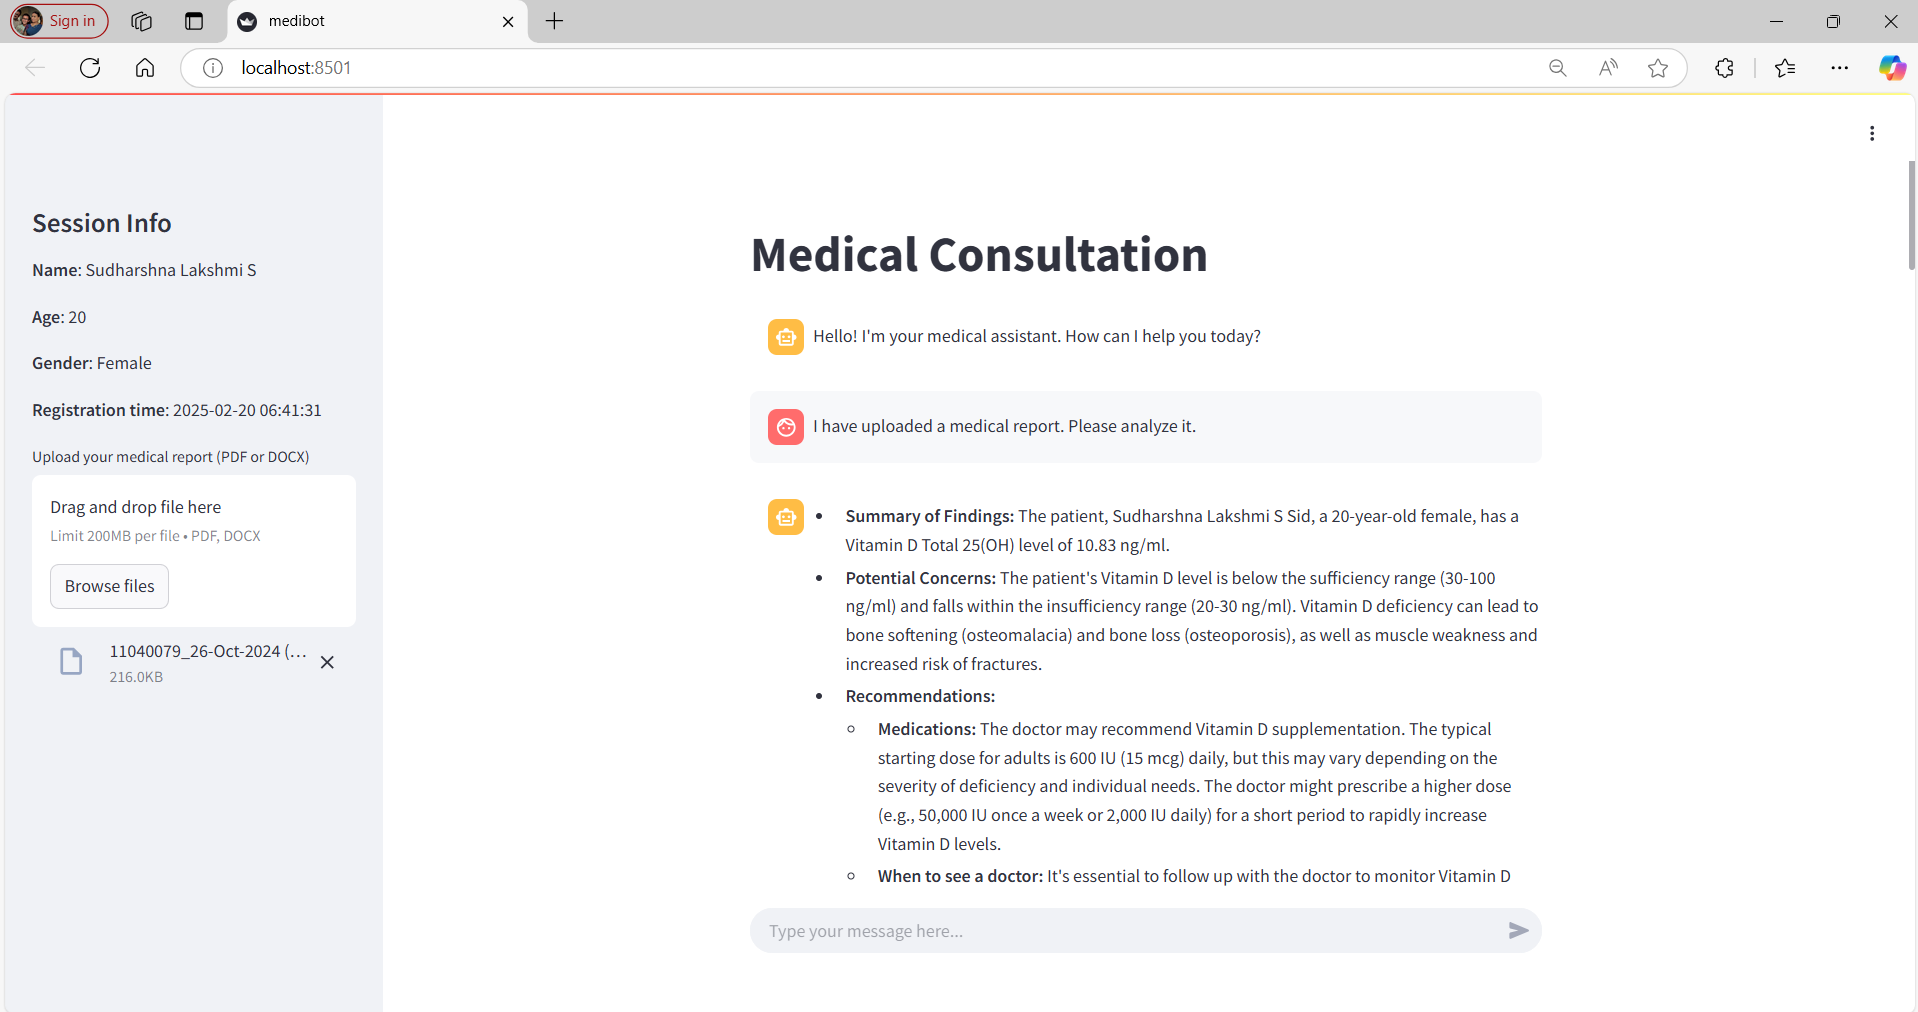 Sign in
medibot
localhost:8501
Session Info
Name: Sudharshna Lakshmi S
Age: 20
Gender: Female
Registration time: 2025-02-20 06:41:31
Upload your medical report (PDF or DOCX)
Drag and drop file here
Limit 200MB per file • PDF, DOCX
Browse files
11040079_26-Oct-2024 (...
216.0KB
Medical Consultation
Hello! I'm your medical assistant. How can I help you today?
I have uploaded a medical report. Please analyze it.
• Summary of Findings: The patient, Sudharshna Lakshmi S Sid, a 20-year-old female, has a
Vitamin D Total 25(OH) level of 10.83 ng/ml.
• Potential Concerns: The patient's Vitamin D level is below the sufficiency range (30-100
ng/ml) and falls within the insufficiency range (20-30 ng/ml). Vitamin D deficiency can lead to
bone softening (osteomalacia) and bone loss (osteoporosis), as well as muscle weakness and
increased risk of fractures.
• Recommendations:
○ Medications: The doctor may recommend Vitamin D supplementation. The typical
starting dose for adults is 600 IU (15 mcg) daily, but this may vary depending on the
severity of deficiency and individual needs. The doctor might prescribe a higher dose
(e.g., 50,000 IU once a week or 2,000 IU daily) for a short period to rapidly increase
Vitamin D levels.
○ When to see a doctor: It's essential to follow up with the doctor to monitor Vitamin D
Type your message here...